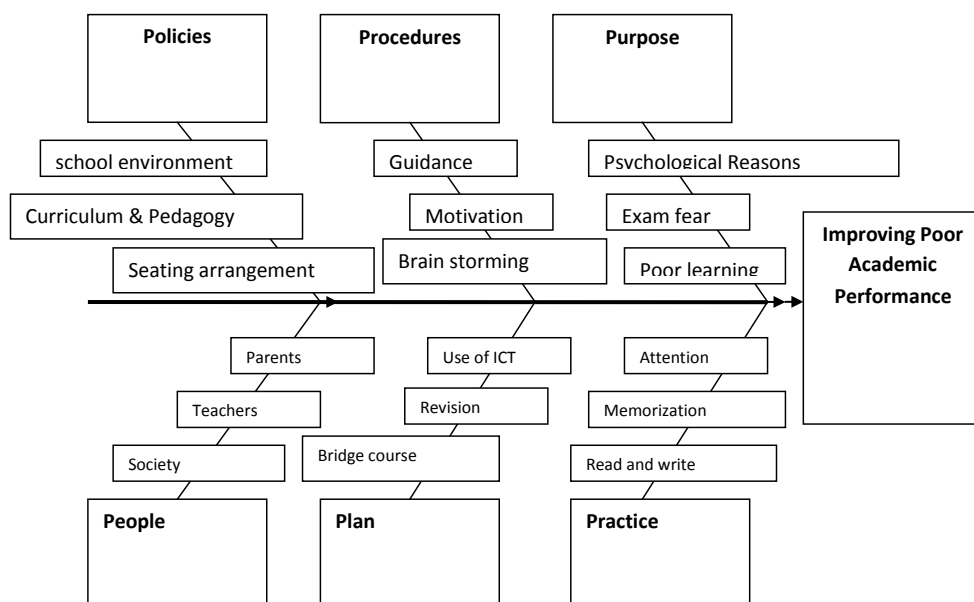 Policies
Procedures
Purpose
school environment
Guidance
Psychological Reasons
Curriculum & Pedagogy
Motivation
Exam fear
Seating arrangement
Brain storming
Poor learning
Improving Poor
Academic
Performance
Parents
Use of ICT
Attention
Teachers
Revision
Memorization
Society
Bridge course
Read and write
People
Plan
Practice